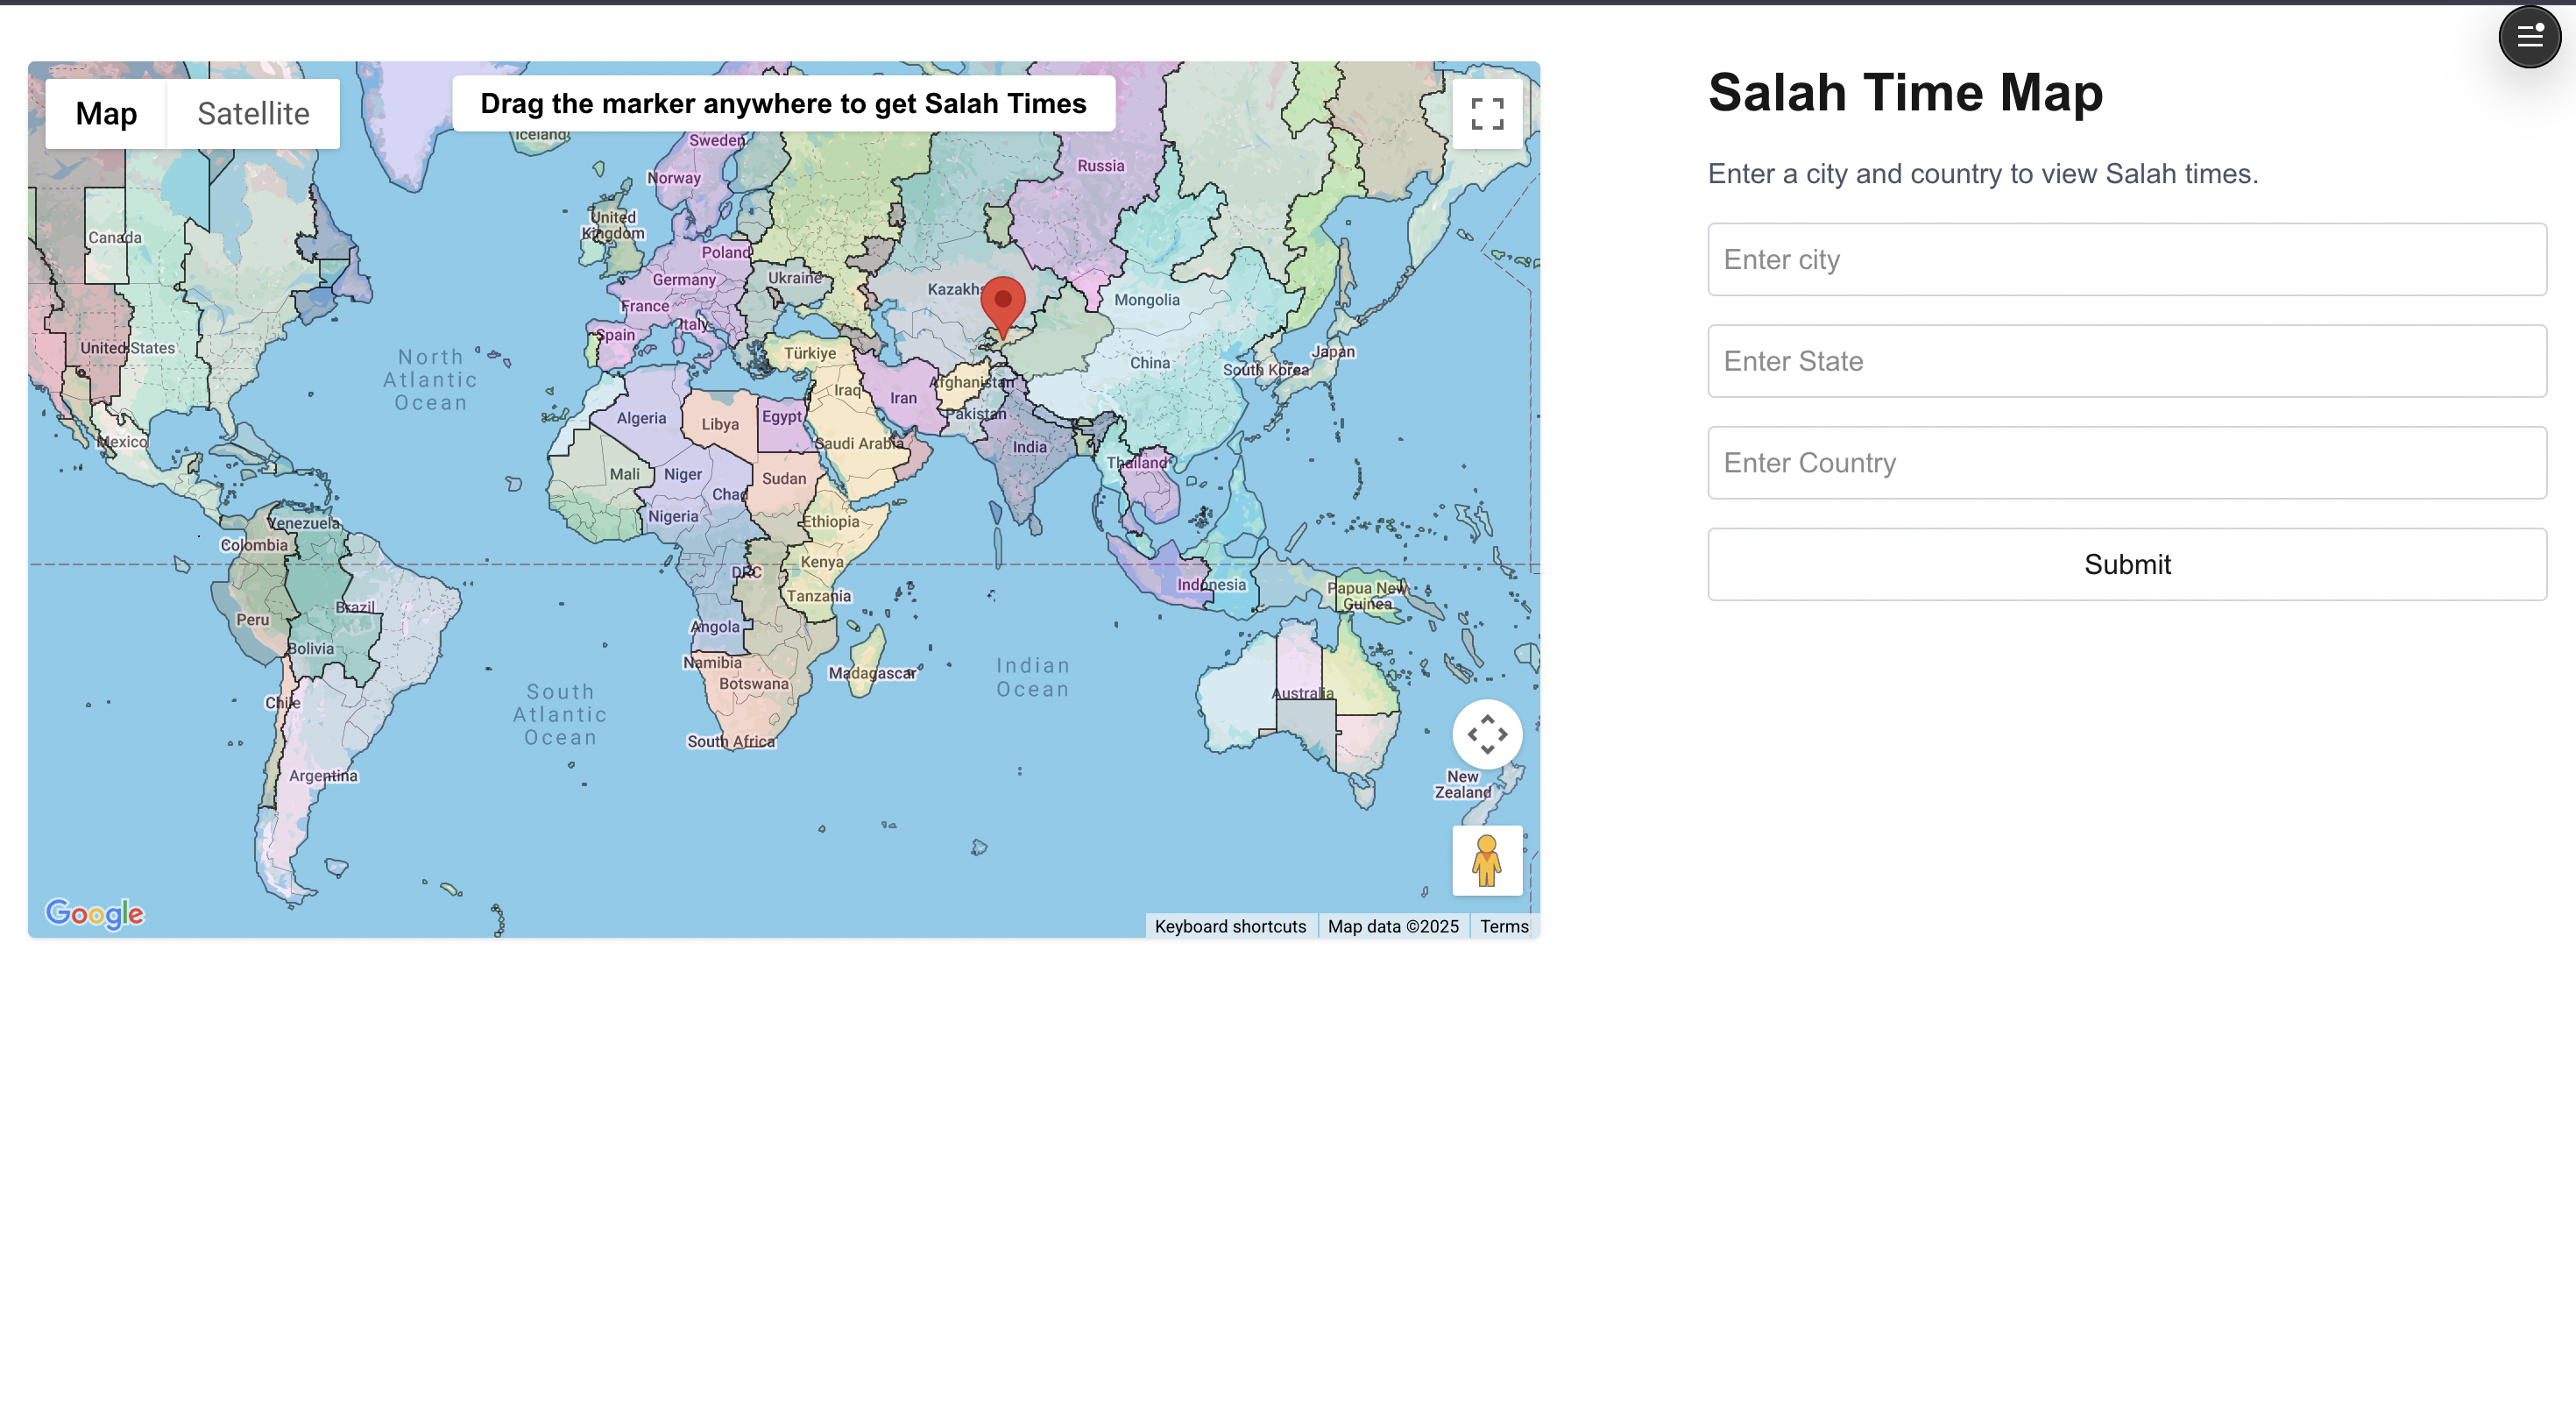 Map
Satellite
Drag the marker anywhere to get Salah Times
Iceland
Sweden
Norway
Russia
Canada
United
Kingdom
Poland
Germany
Ukraine
France
Kazakhs
Mongolia
Italy
Spain
United States
North
Atlantic
Ocean
Türkiye
China
Japan
South Korea
Iraq
Iran
Afghanistan
Pakistan
Algeria
Libya
Egypt
Saudi Arabia
India
Mexico
Mali
Niger
Chad
Sudan
Thailand
Nigeria
Ethiopia
Venezuela
Colombia
DRC
Kenya
Tanzania
Indonesia
Papua New
Guinea
Brazil
Peru
Angola
Bolivia
Namibia
Botswana
Madagascar
Indian
Ocean
South
Atlantic
Ocean
Chile
Australia
South Africa
Argentina
New
Zealand
Google
Keyboard shortcuts
Map data ©2025
Terms
Salah Time Map
Enter a city and country to view Salah times.
Enter city
Enter State
Enter Country
Submit